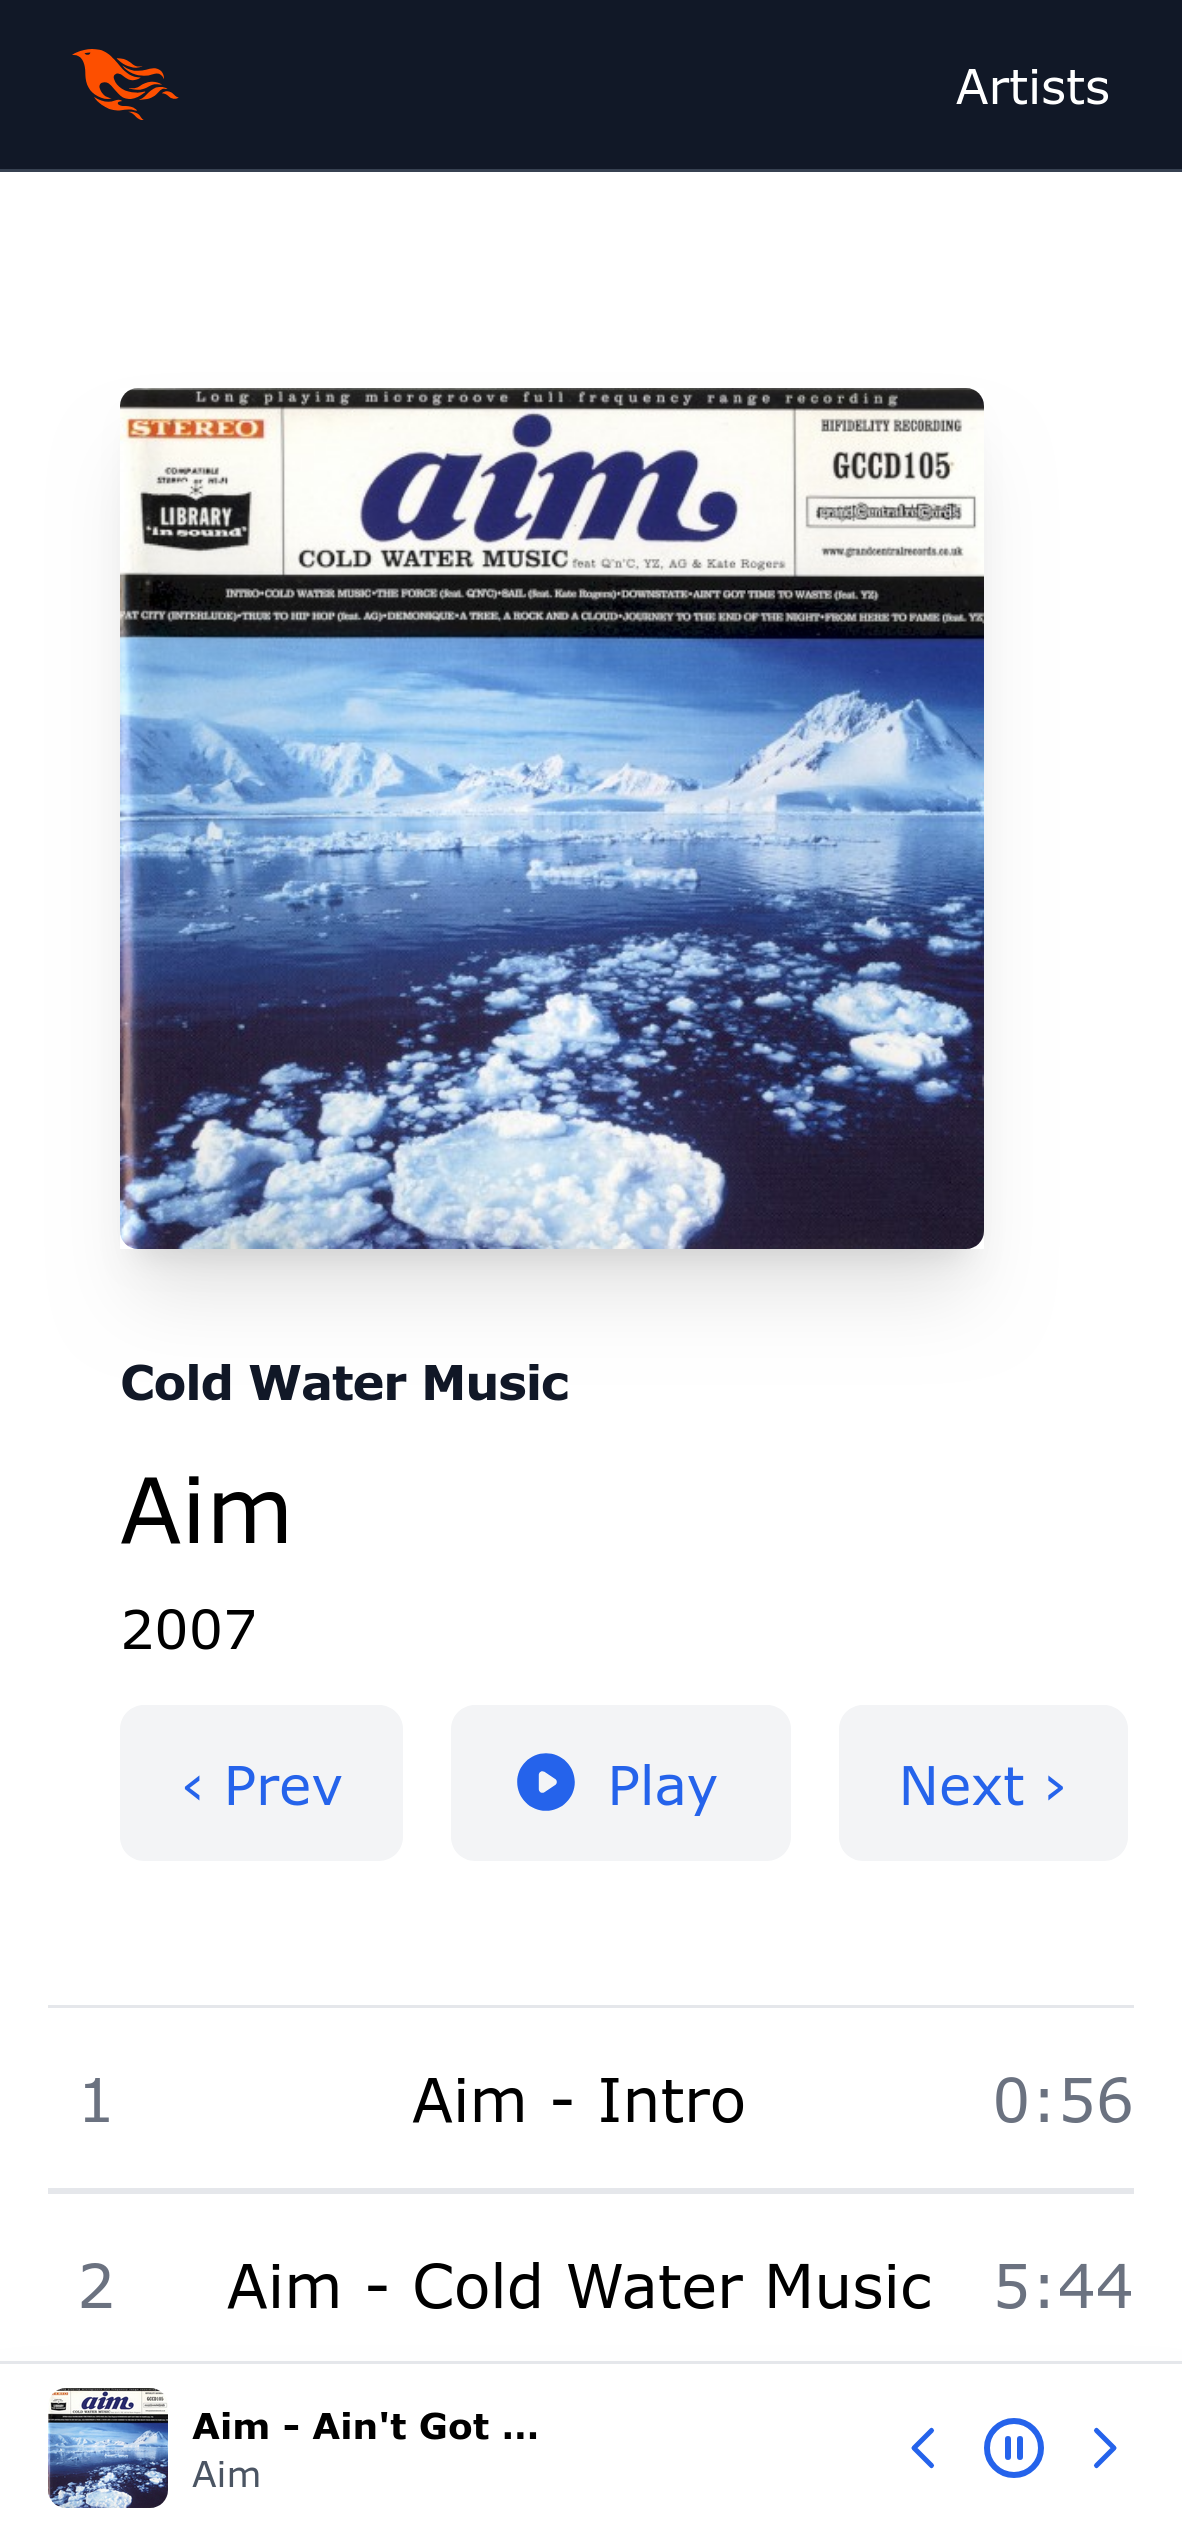 Artists
Long playing microgroove full frequency range recording
STEREO
COMPATIBLE
STEREO or HI-FI
LIBRARY
"in sound"
aim
COLD WATER MUSIC feat Q'n'C, YZ, AG & Kate Rogers
HIFIDELITY RECORDING
GCCD105
www.grandcentralrecords.co.uk
INTRO•COLD WATER MUSIC•THE FORCE (feat. QNC)•SAIL (feat. Kate Rogers)•DOWNSTATE•AIN'T GOT TIME TO WASTE (feat. YZ)
FAT CITY (INTERLUDE)•TRUE TO HIP HOP (feat. AG)•DEMONIQUE•A TREE, A ROCK AND A CLOUD•JOURNEY TO THE END OF THE NIGHT•FROM HERE TO FAME (feat. YZ
Cold Water Music
Aim
2007
‹ Prev
Play
Next ›
1 Aim - Intro 0:56
2 Aim - Cold Water Music 5:44
Aim - Ain't Got ...
Aim